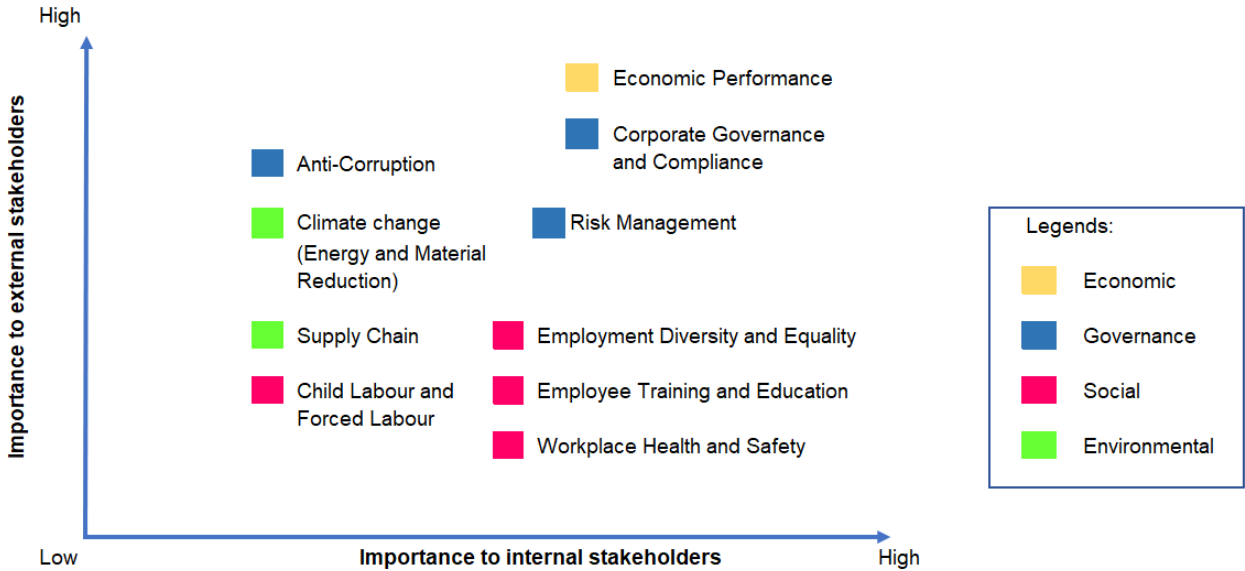 High
Importance to external stakeholders
Economic Performance
Corporate Governance
and Compliance
Anti-Corruption
Climate change
(Energy and Material
Reduction)
Risk Management
Supply Chain
Employment Diversity and Equality
Child Labour and
Forced Labour
Employee Training and Education
Workplace Health and Safety
Legends:
Economic
Governance
Social
Environmental
Low
Importance to internal stakeholders
High